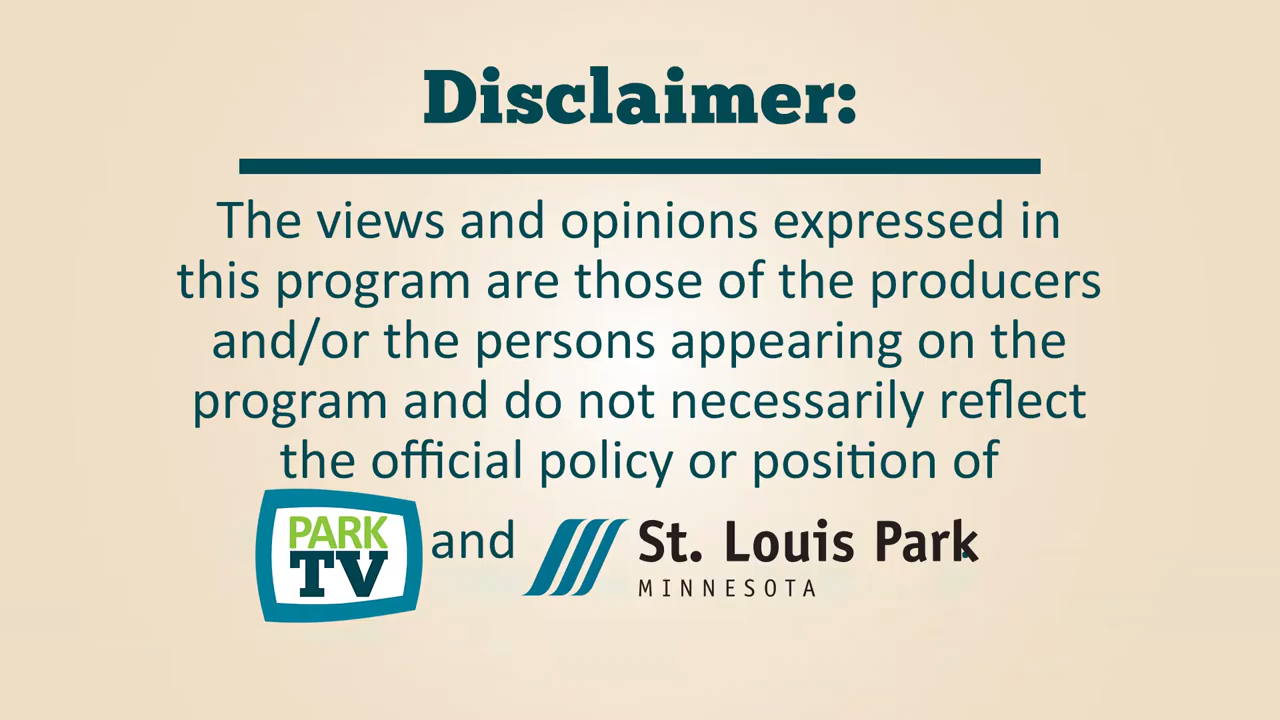 Disclaimer:
The views and opinions expressed in
this program are those of the producers
and/or the persons appearing on the
program and do not necessarily reflect
the official policy or position of
PARK
TV
and
St. Louis Park
MINNESOTA